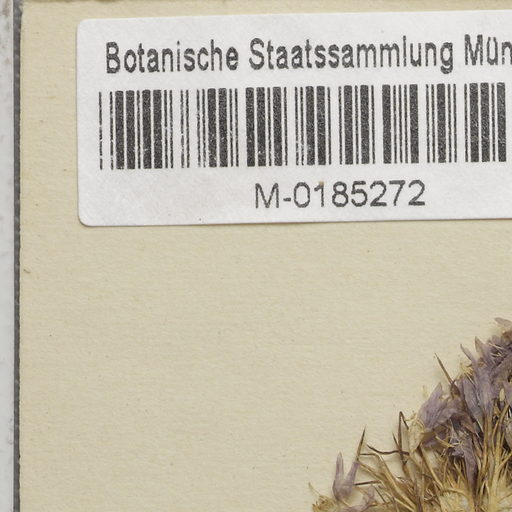 Botanische Staatssammlung Mün
M-0185272